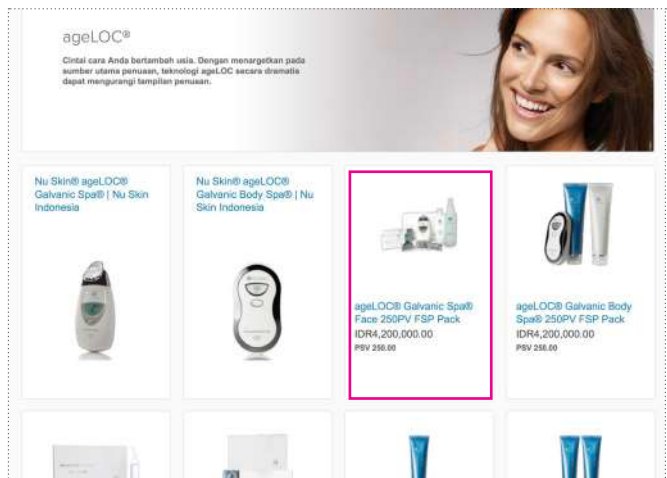 ageLOC®
Cintai cara Anda bertambah usia. Dengan menargetkan pada
sumber utama penuaan, teknologi ageLOC secara dramatis
dapat mengurangi tampilan penuaan.
Nu Skin® ageLOC®
Galvanic Spa® | Nu Skin
Indonesia
Nu Skin® ageLOC®
Galvanic Body Spa® | Nu
Skin Indonesia
ageLOC® Galvanic Spa®
Face 250PV FSP Pack
IDR4,200,000.00
PSV 250.00
ageLOC® Galvanic Body
Spa® 250PV FSP Pack
IDR4,200,000.00
PSV 250.00